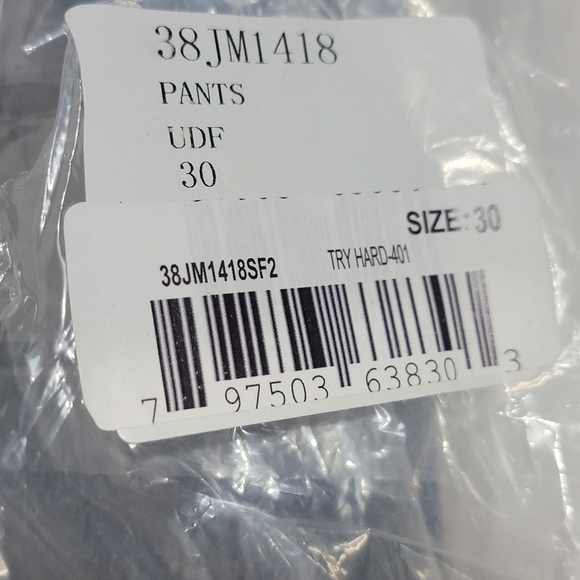 38JM1418
PANTS
UDF
30
SIZE: 30
38JM1418SF2 TRY HARD-401
7 97503 63830 3